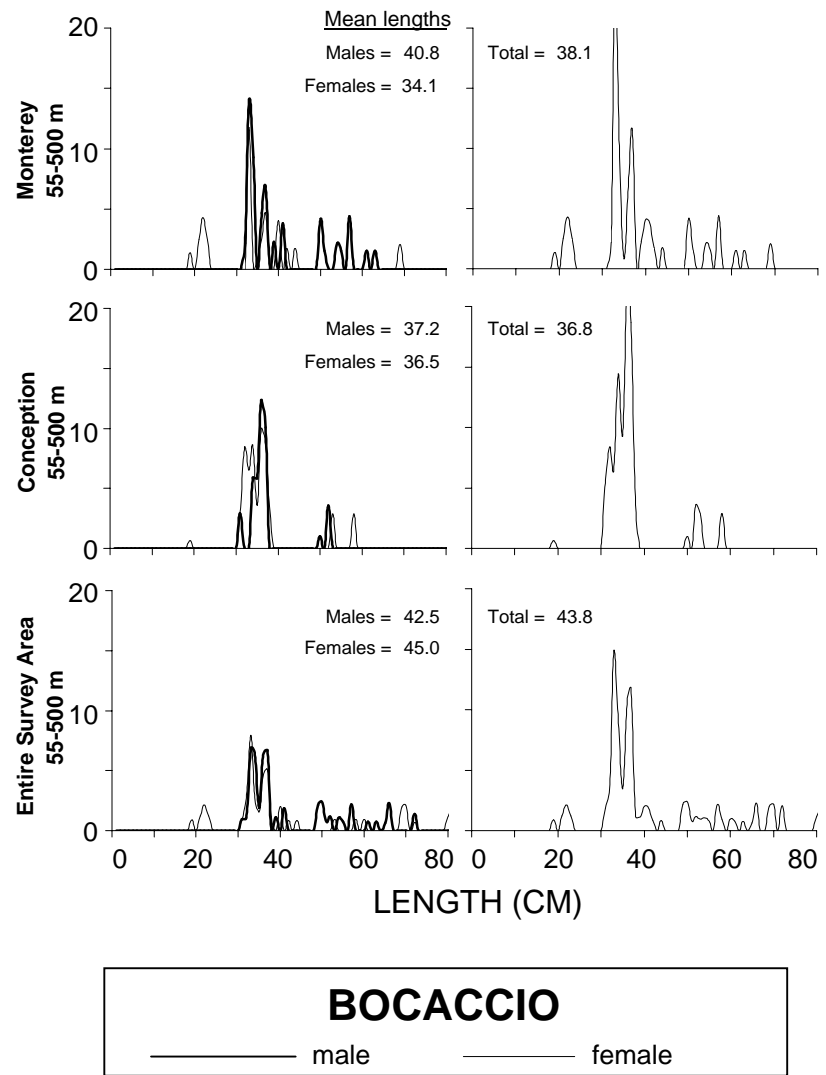 Mean lengths
20
10
0
Monterey
55-500 m
Males = 40.8
Females = 34.1
Total = 38.1
20
10
0
Conception
55-500 m
Males = 37.2
Females = 36.5
Total = 36.8
20
10
0
Entire Survey Area
55-500 m
Males = 42.5
Females = 45.0
Total = 43.8
0 20 40 60 80
0 20 40 60 80
LENGTH (CM)
BOCACCIO
male female